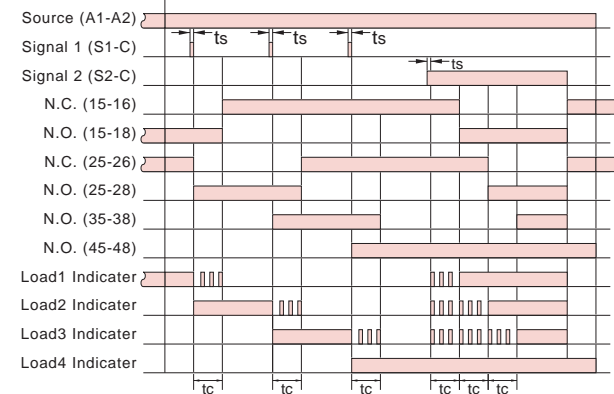 Source (A1-A2)
Signal 1 (S1-C) ts ts ts
Signal 2 (S2-C) ts
N.C. (15-16)
N.O. (15-18)
N.C. (25-26)
N.O. (25-28)
N.O. (35-38)
N.O. (45-48)
Load1 Indicater
Load2 Indicater
Load3 Indicater
Load4 Indicater
tc tc tc tc tc tc